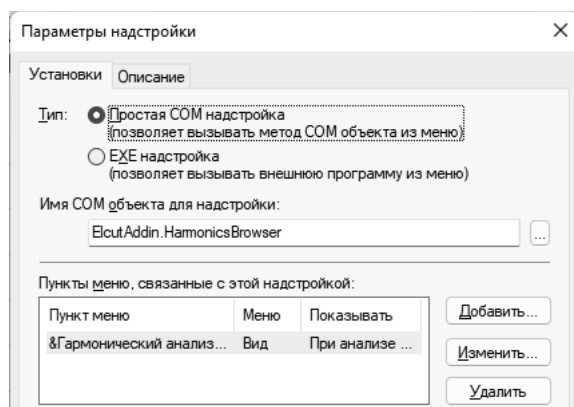 Параметры надстройки
Установки Описание
Тип: Простая COM надстройка
(позволяет вызывать метод COM объекта из меню)
EXE надстройка
(позволяет вызывать внешнюю программу из меню)
Имя COM объекта для надстройки:
ElcutAddin.HarmonicsBrowser ...
Пункты меню, связанные с этой надстройкой:
Пункт меню Меню Показывать Добавить...
&Гармонический анализ... Вид При анализе ... Изменить...
Удалить